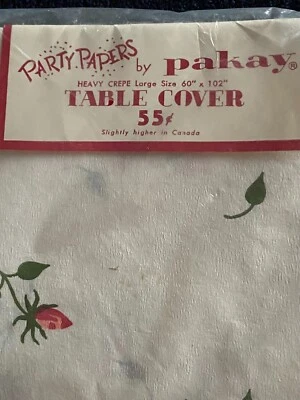 PARTY PAPERS by pakay®
HEAVY CREPE Large Size 60" x 102"
TABLE COVER
55¢
Slightly higher in Canada